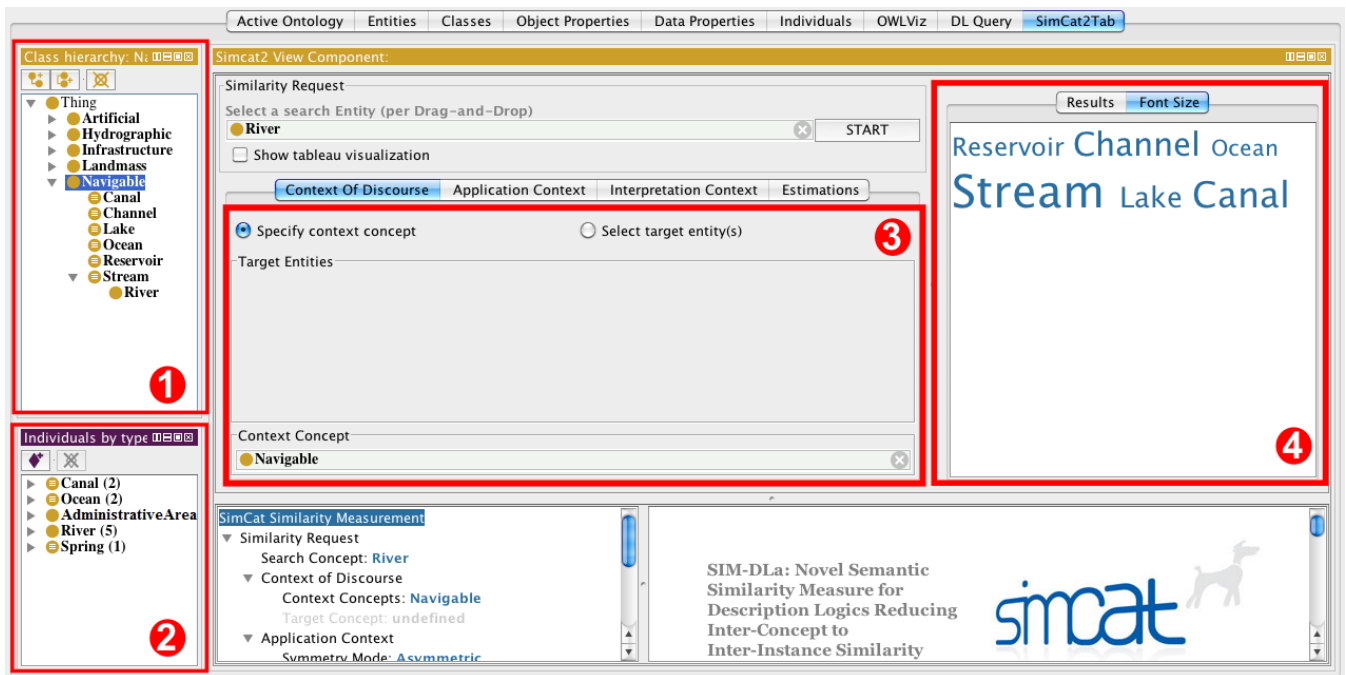 Active Ontology Entities Classes Object Properties Data Properties Individuals OWLViz DL Query SimCat2Tab
Class hierarchy: Na
Thing
Artificial
Hydrographic
Infrastructure
Landmass
Navigable
Canal
Channel
Lake
Ocean
Reservoir
Stream
River
1
Individuals by type
Canal (2)
Ocean (2)
AdministrativeArea
River (5)
Spring (1)
2
Simcat2 View Component:
Similarity Request
Select a search Entity (per Drag-and-Drop)
River START
Show tableau visualization
Context Of Discourse Application Context Interpretation Context Estimations
Specify context concept Select target entity(s)
3
Target Entities
Context Concept
Navigable
Results Font Size
Reservoir Channel Ocean
Stream Lake Canal
4
SimCat Similarity Measurement
Similarity Request
Search Concept: River
Context of Discourse
Context Concepts: Navigable
Target Concept: undefined
Application Context
Symmetry Mode: Asymmetric
SIM-DLa: Novel Semantic
Similarity Measure for
Description Logics Reducing
Inter-Concept to
Inter-Instance Similarity
simcat